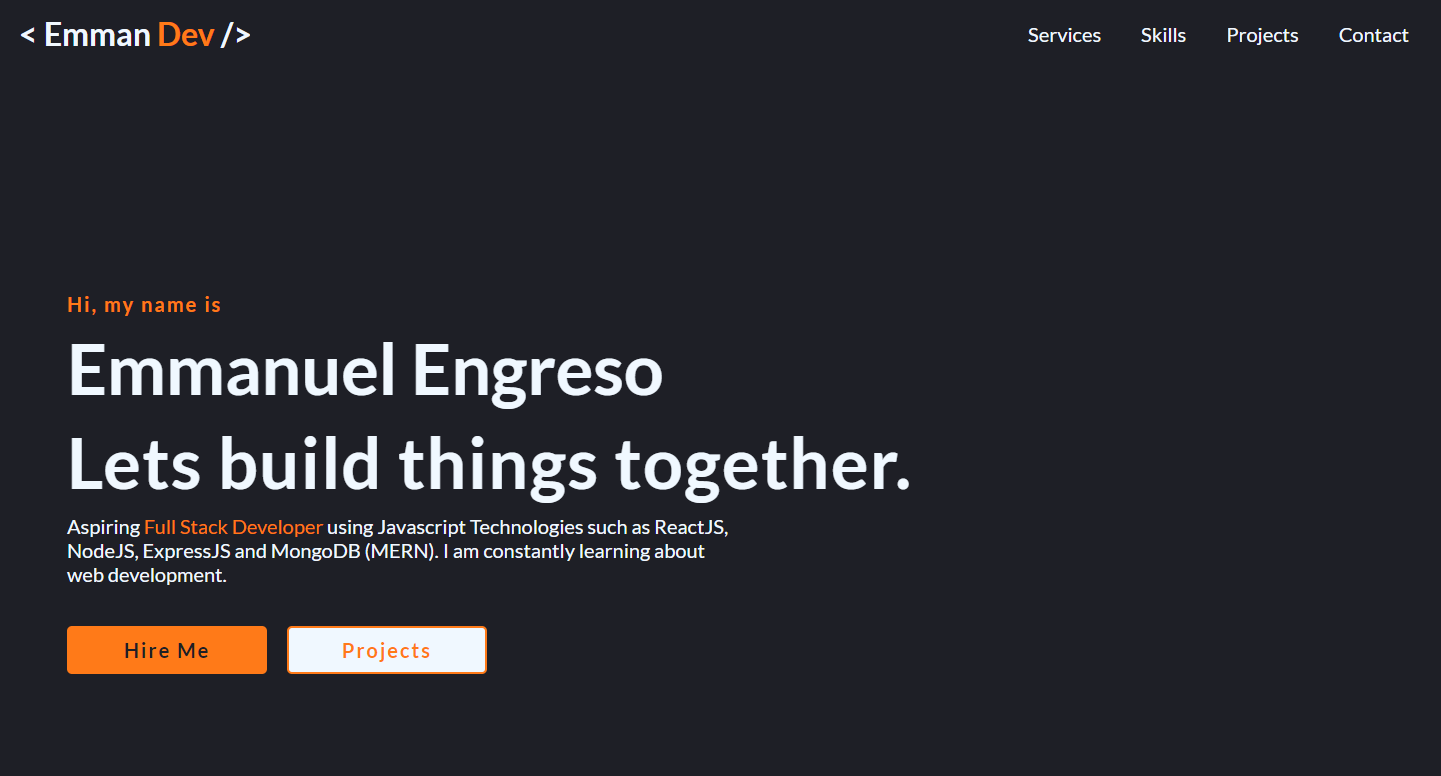 < Emman Dev />
Services Skills Projects Contact
Hi, my name is
Emmanuel Engreso
Lets build things together.
Aspiring Full Stack Developer using Javascript Technologies such as ReactJS,
NodeJS, ExpressJS and MongoDB (MERN). I am constantly learning about
web development.
Hire Me
Projects